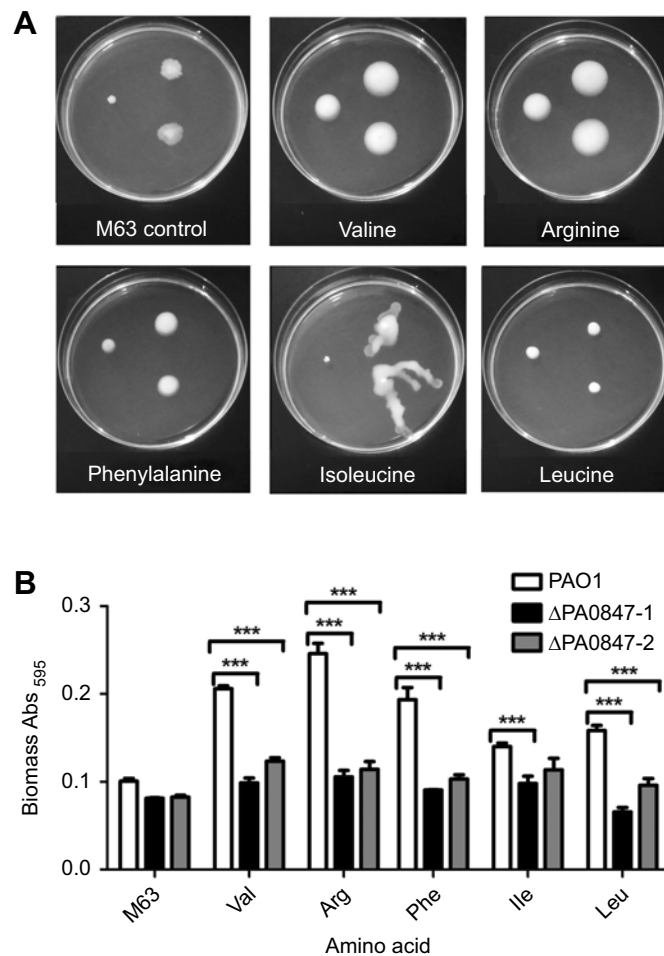 A
M63 control
Valine
Arginine
Phenylalanine
Isoleucine
Leucine
B
PAO1
ΔPA0847-1
ΔPA0847-2
Biomass Abs 595
0.3
0.2
0.1
0.0
***
***
***
***
***
***
***
***
***
M63
Val
Arg
Phe
Ile
Leu
Amino acid